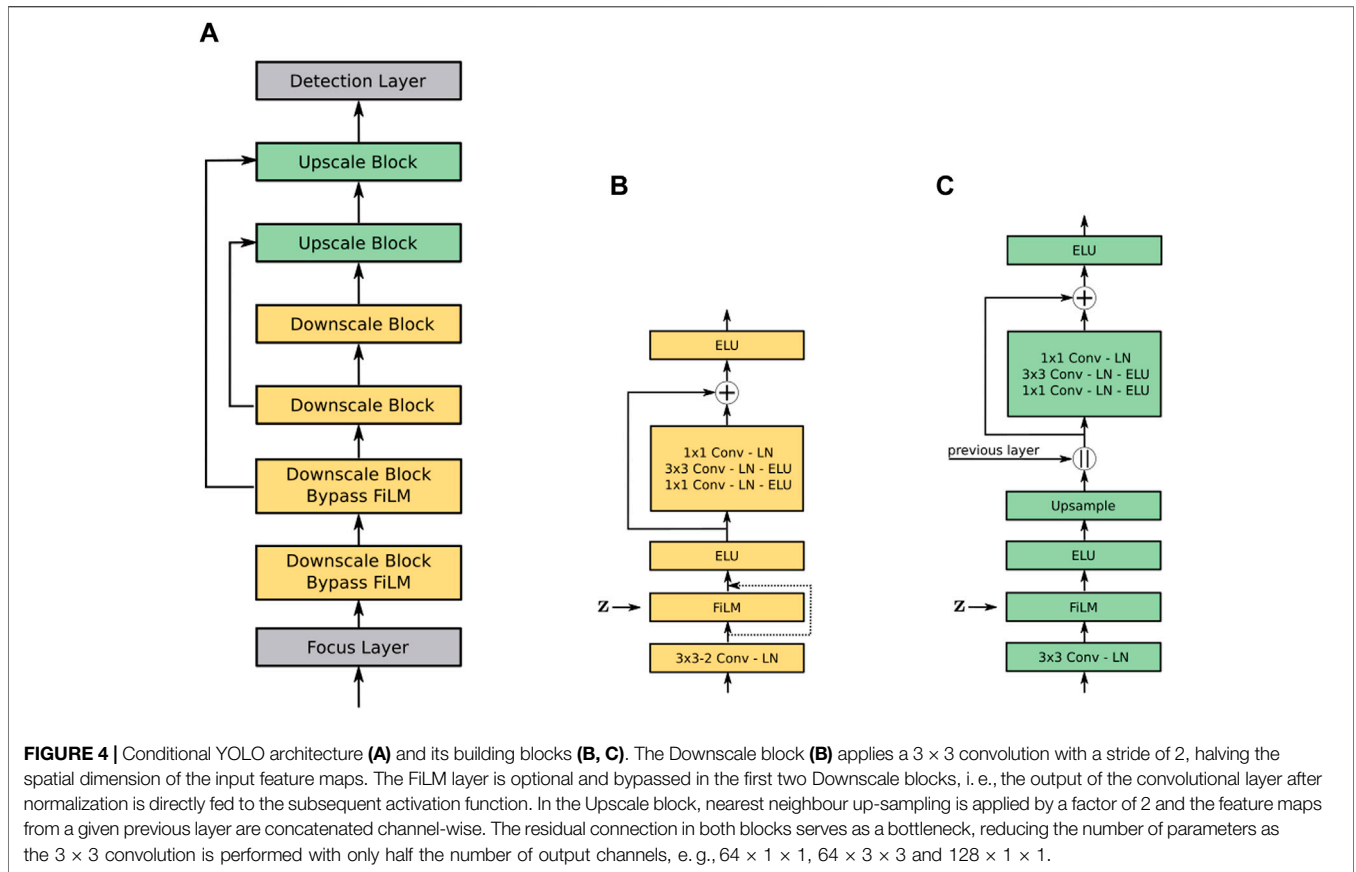 A
Detection Layer
Upscale Block
Upscale Block
Downscale Block
Downscale Block
Downscale Block
Bypass FiLM
Downscale Block
Bypass FiLM
Focus Layer
B
ELU
+
1x1 Conv - LN
3x3 Conv - LN - ELU
1x1 Conv - LN - ELU
ELU
z
FiLM
3x3-2 Conv - LN
C
ELU
+
1x1 Conv - LN
3x3 Conv - LN - ELU
1x1 Conv - LN - ELU
previous layer
||
Upsample
ELU
z
FiLM
3x3 Conv - LN
FIGURE 4 | Conditional YOLO architecture (A) and its building blocks (B, C). The Downscale block (B) applies a 3 × 3 convolution with a stride of 2, halving the
spatial dimension of the input feature maps. The FiLM layer is optional and bypassed in the first two Downscale blocks, i. e., the output of the convolutional layer after
normalization is directly fed to the subsequent activation function. In the Upscale block, nearest neighbour up-sampling is applied by a factor of 2 and the feature maps
from a given previous layer are concatenated channel-wise. The residual connection in both blocks serves as a bottleneck, reducing the number of parameters as
the 3 × 3 convolution is performed with only half the number of output channels, e. g., 64 × 1 × 1, 64 × 3 × 3 and 128 × 1 × 1.